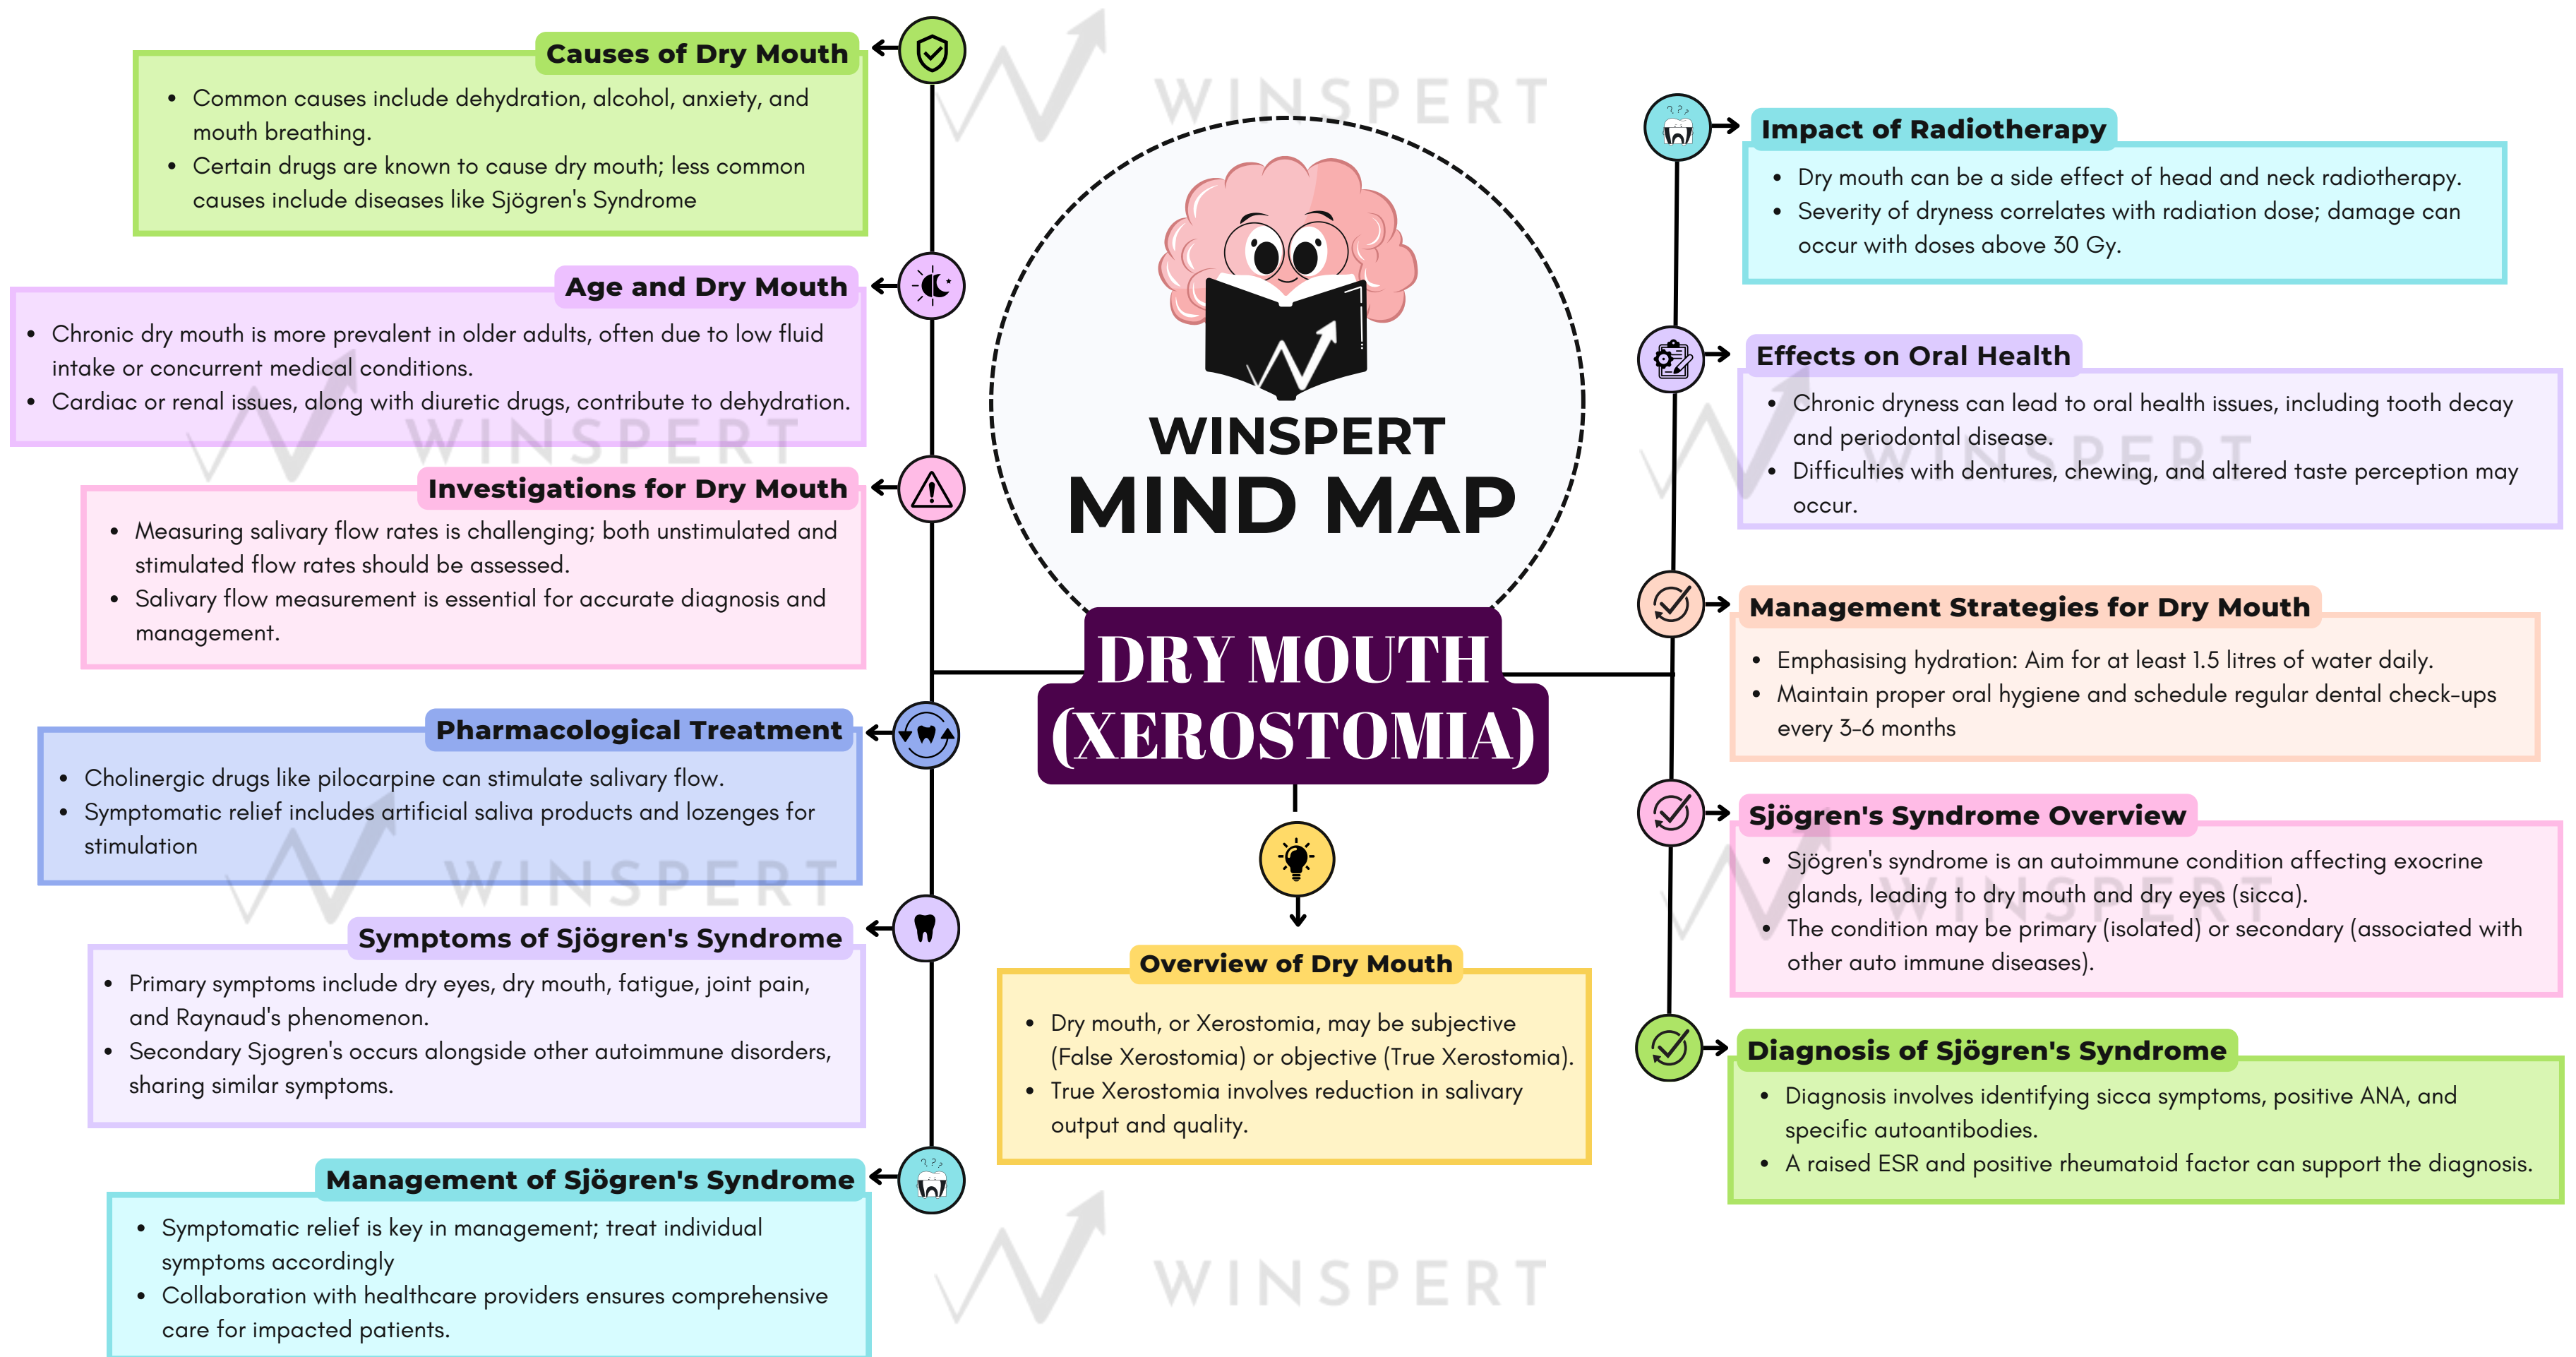 WINSPERT
WINSPERT
MIND MAP
DRY MOUTH
(XEROSTOMIA)
Causes of Dry Mouth
• Common causes include dehydration, alcohol, anxiety, and
mouth breathing.
• Certain drugs are known to cause dry mouth; less common
causes include diseases like Sjögren's Syndrome
Age and Dry Mouth
• Chronic dry mouth is more prevalent in older adults, often due to low fluid
intake or concurrent medical conditions.
• Cardiac or renal issues, along with diuretic drugs, contribute to dehydration.
WINSPERT
Investigations for Dry Mouth
• Measuring salivary flow rates is challenging; both unstimulated and
stimulated flow rates should be assessed.
• Salivary flow measurement is essential for accurate diagnosis and
management.
Pharmacological Treatment
• Cholinergic drugs like pilocarpine can stimulate salivary flow.
• Symptomatic relief includes artificial saliva products and lozenges for
stimulation
WINSPERT
Symptoms of Sjögren's Syndrome
• Primary symptoms include dry eyes, dry mouth, fatigue, joint pain,
and Raynaud's phenomenon.
• Secondary Sjogren's occurs alongside other autoimmune disorders,
sharing similar symptoms.
Management of Sjögren's Syndrome
• Symptomatic relief is key in management; treat individual
symptoms accordingly
• Collaboration with healthcare providers ensures comprehensive
care for impacted patients.
Overview of Dry Mouth
• Dry mouth, or Xerostomia, may be subjective
(False Xerostomia) or objective (True Xerostomia).
• True Xerostomia involves reduction in salivary
output and quality.
WINSPERT
Impact of Radiotherapy
• Dry mouth can be a side effect of head and neck radiotherapy.
• Severity of dryness correlates with radiation dose; damage can
occur with doses above 30 Gy.
Effects on Oral Health
• Chronic dryness can lead to oral health issues, including tooth decay
and periodontal disease.
• Difficulties with dentures, chewing, and altered taste perception may
occur.
WINSPERT
Management Strategies for Dry Mouth
• Emphasising hydration: Aim for at least 1.5 litres of water daily.
• Maintain proper oral hygiene and schedule regular dental check-ups
every 3-6 months
Sjögren's Syndrome Overview
• Sjögren's syndrome is an autoimmune condition affecting exocrine
glands, leading to dry mouth and dry eyes (sicca).
• The condition may be primary (isolated) or secondary (associated with
other auto immune diseases).
WINSPERT
Diagnosis of Sjögren's Syndrome
• Diagnosis involves identifying sicca symptoms, positive ANA, and
specific autoantibodies.
• A raised ESR and positive rheumatoid factor can support the diagnosis.